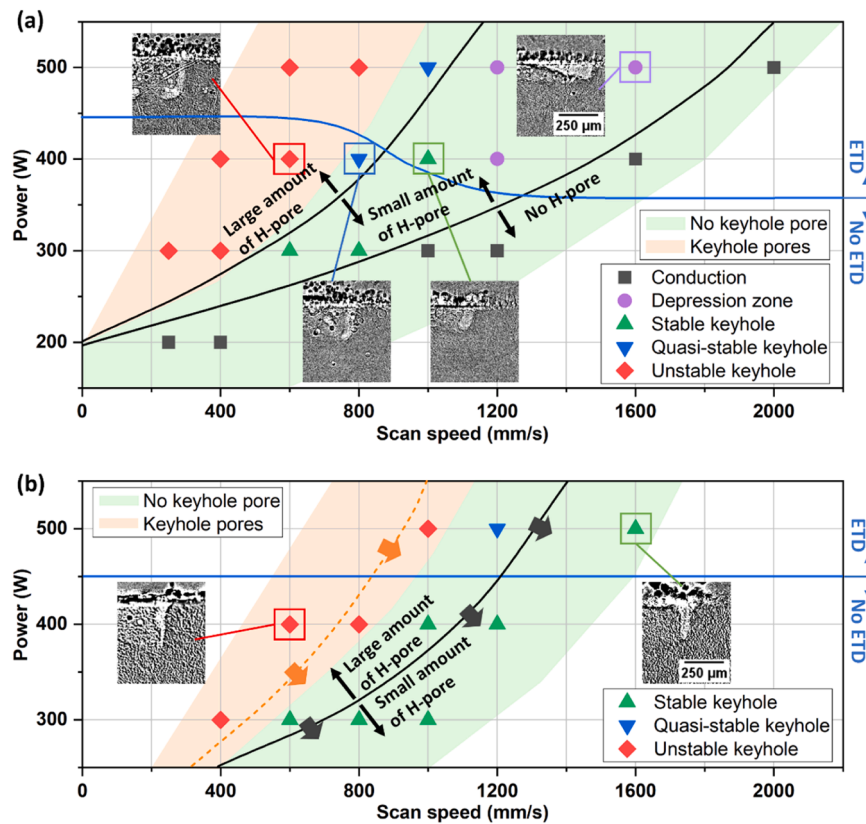 (a)
500
400
300
200
Power (W)
250 µm
Large amount
of H-pore
Small amount
of H-pore
No H-pore
ETD
No ETD
No keyhole pore
Keyhole pores
Conduction
Depression zone
Stable keyhole
Quasi-stable keyhole
Unstable keyhole
0 400 800 1200 1600 2000
Scan speed (mm/s)
(b)
No keyhole pore
Keyhole pores
500
400
300
Power (W)
Large amount
of H-pore
Small amount
of H-pore
250 µm
ETD
No ETD
Stable keyhole
Quasi-stable keyhole
Unstable keyhole
0 400 800 1200 1600 2000
Scan speed (mm/s)